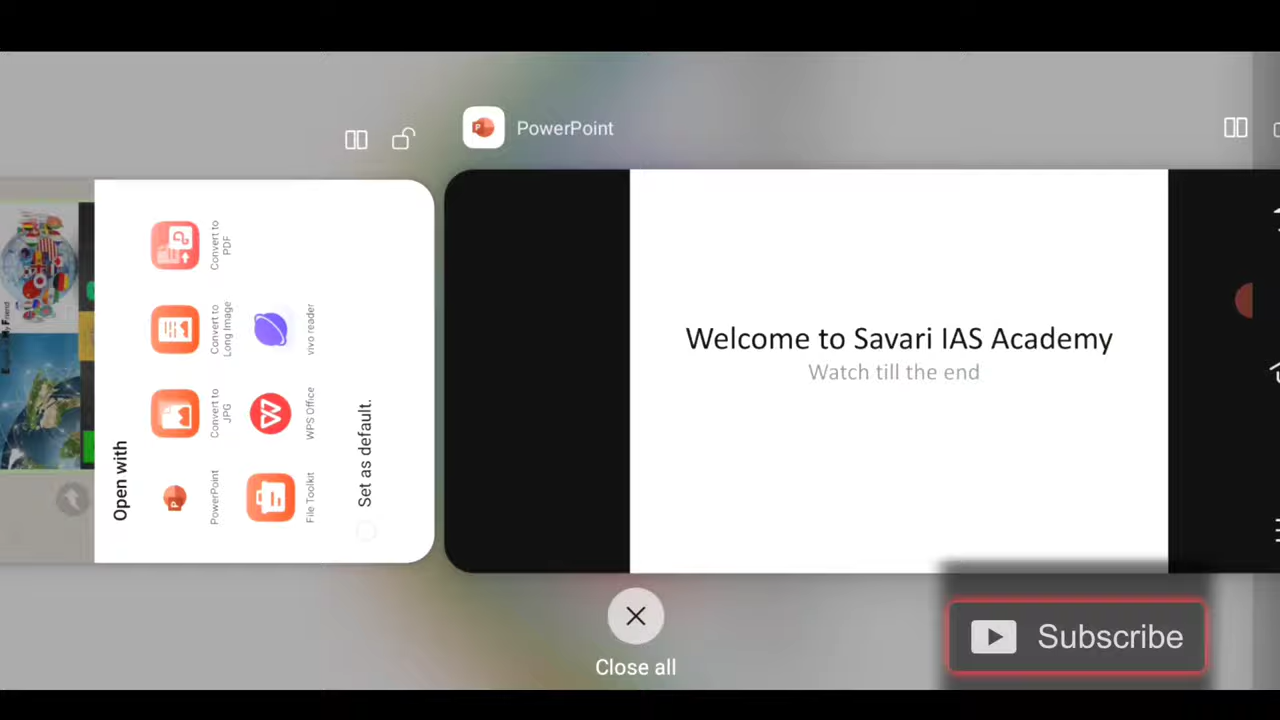 PowerPoint
Open with
Convert to
PDF
Convert to
Long Image
vivo reader
Convert to
JPG
WPS Office
PowerPoint
File Toolkit
Set as default.
Welcome to Savari IAS Academy
Watch till the end
Close all
Subscribe